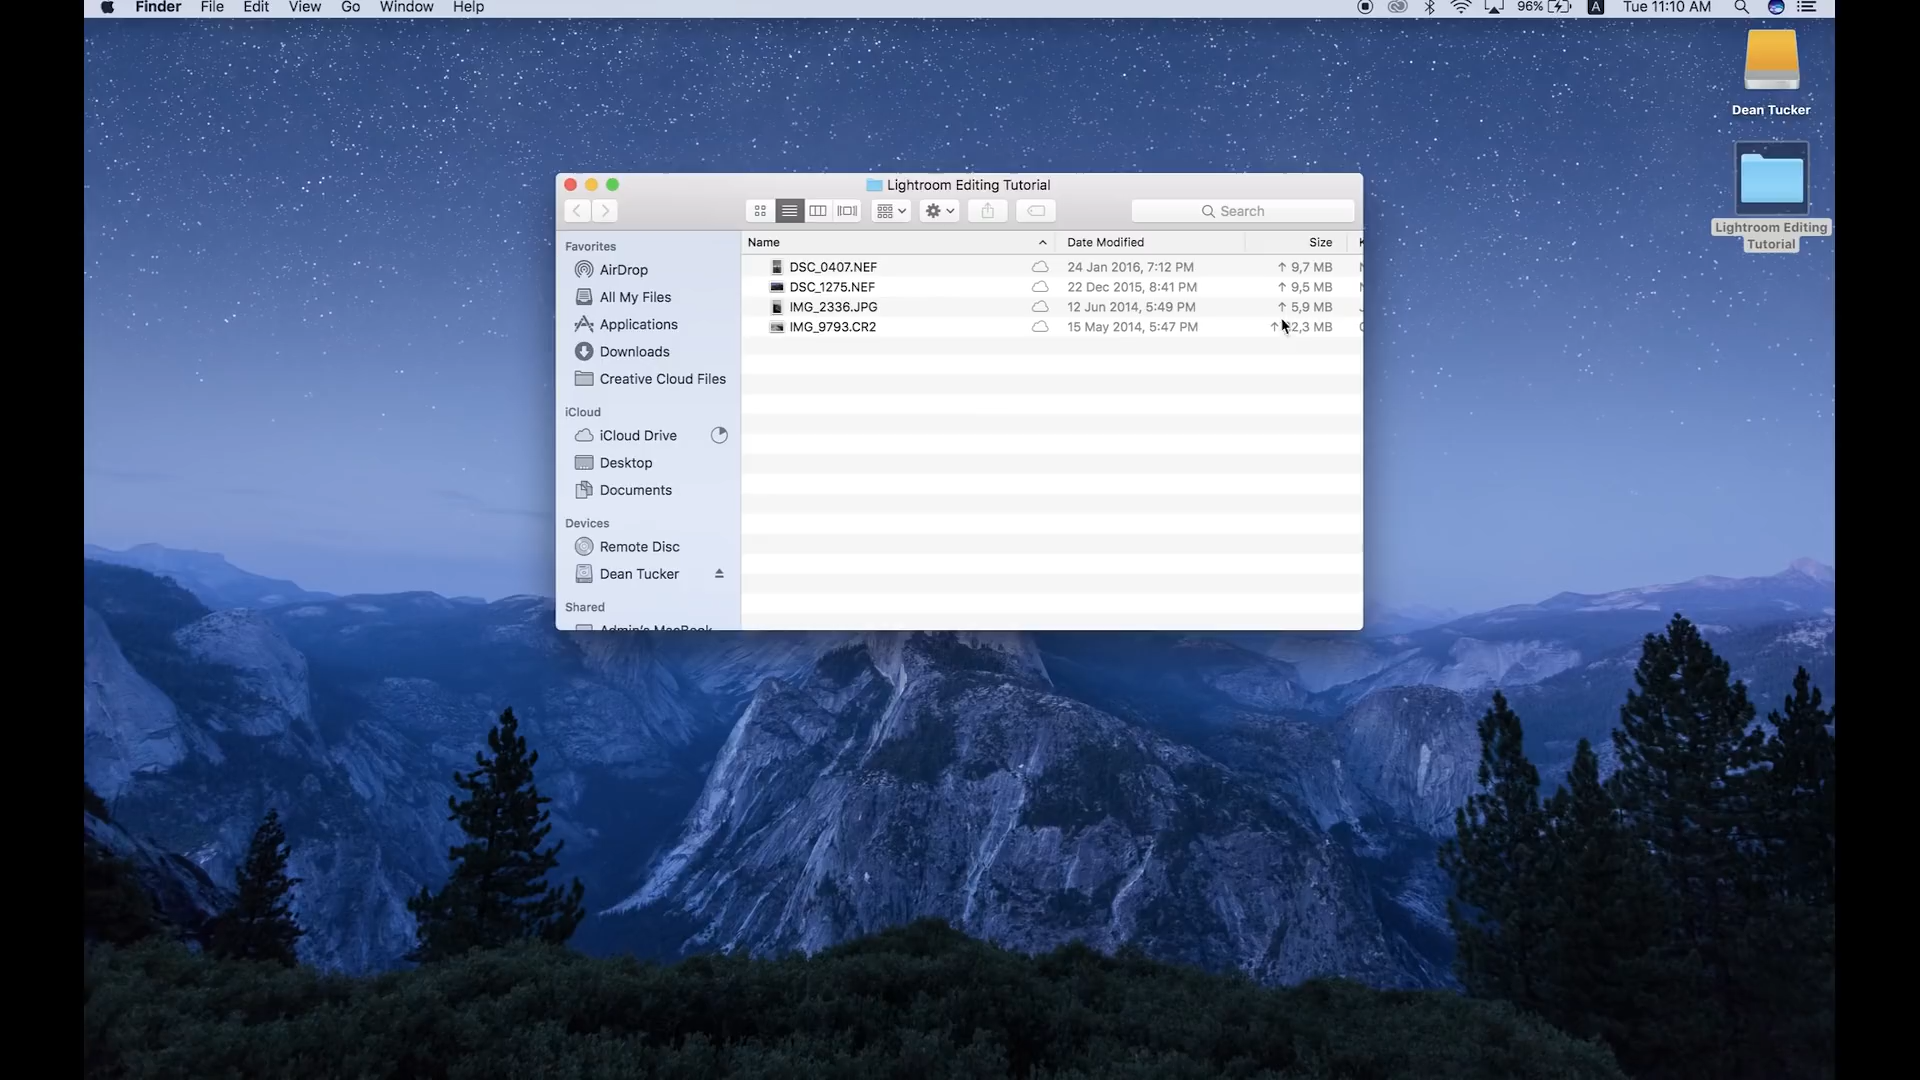 Finder File Edit View Go Window Help 96% A Tue 11:10 AM
Dean Tucker
Lightroom Editing
Tutorial
Lightroom Editing Tutorial
Search
Favorites
AirDrop
All My Files
Applications
Downloads
Creative Cloud Files
iCloud
iCloud Drive
Desktop
Documents
Devices
Remote Disc
Dean Tucker
Shared
Admin's MacBook
Name Date Modified Size
DSC_0407.NEF 24 Jan 2016, 7:12 PM 9,7 MB
DSC_1275.NEF 22 Dec 2015, 8:41 PM 9,5 MB
IMG_2336.JPG 12 Jun 2014, 5:49 PM 5,9 MB
IMG_9793.CR2 15 May 2014, 5:47 PM MB